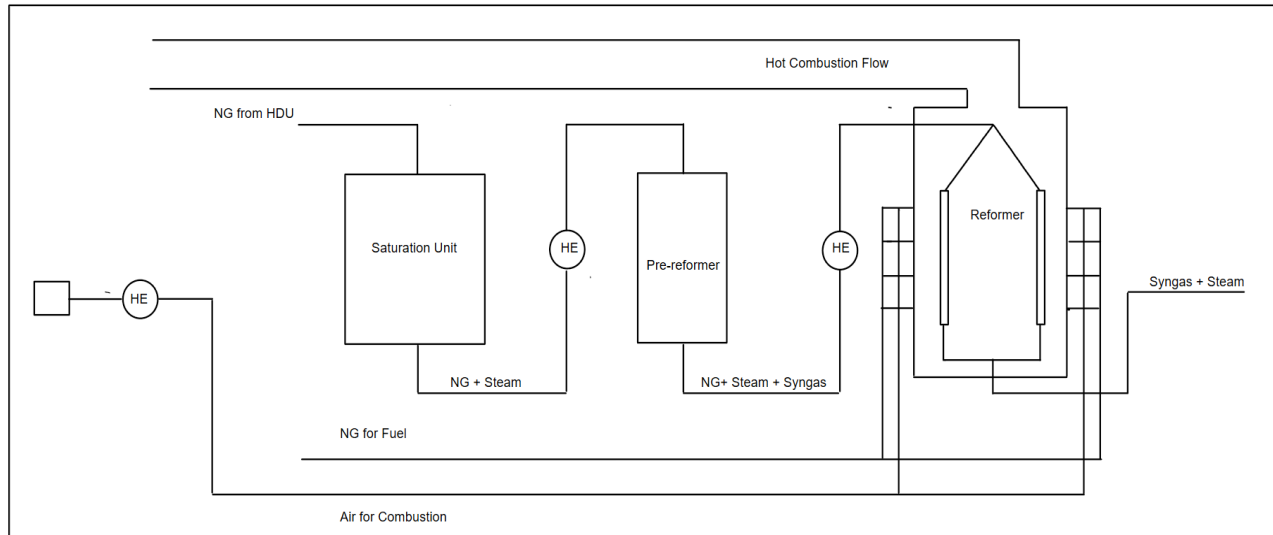 Hot Combustion Flow
NG from HDU
Reformer
Saturation Unit
HE
Pre-reformer
HE
Syngas + Steam
HE
NG + Steam
NG+ Steam + Syngas
NG for Fuel
Air for Combustion